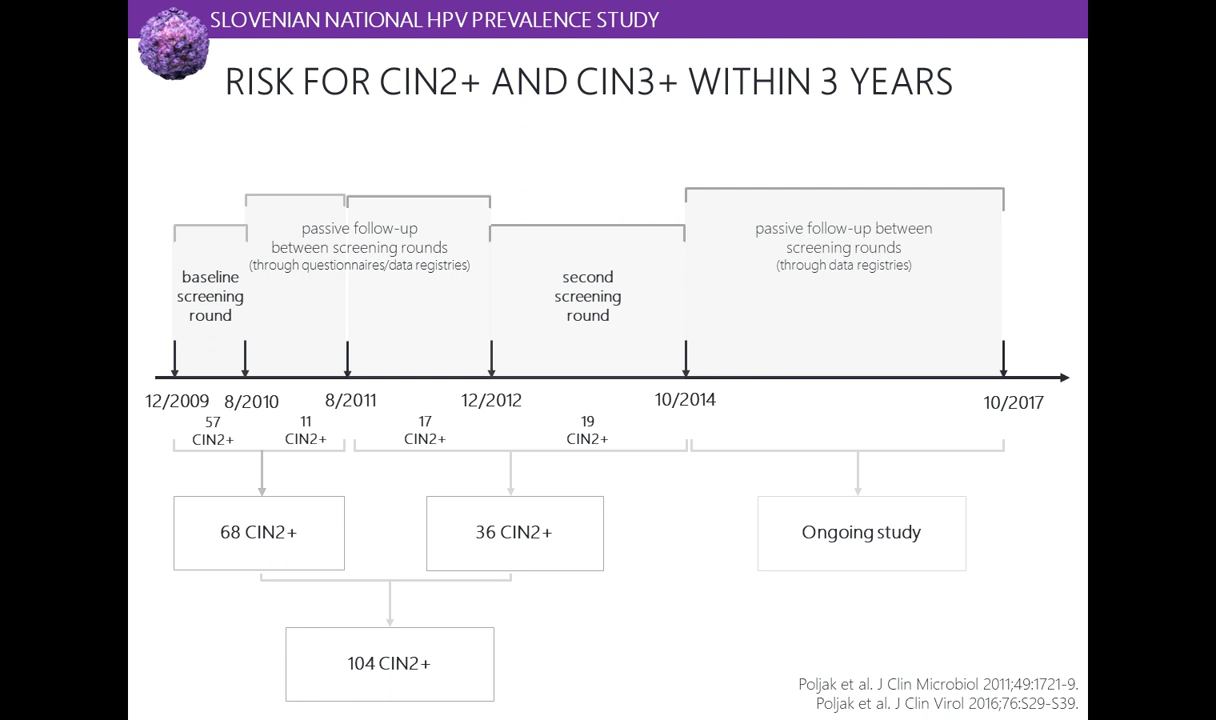 SLOVENIAN NATIONAL HPV PREVALENCE STUDY
RISK FOR CIN2+ AND CIN3+ WITHIN 3 YEARS
passive follow-up
between screening rounds
(through questionnaires/data registries)
passive follow-up between
screening rounds
(through data registries)
baseline
screening
round
second
screening
round
12/2009
8/2010
8/2011
12/2012
10/2014
10/2017
57
CIN2+
11
CIN2+
17
CIN2+
19
CIN2+
68 CIN2+
36 CIN2+
Ongoing study
104 CIN2+
Poljak et al. J Clin Microbiol 2011;49:1721-9.
Poljak et al. J Clin Virol 2016;76:S29-S39.